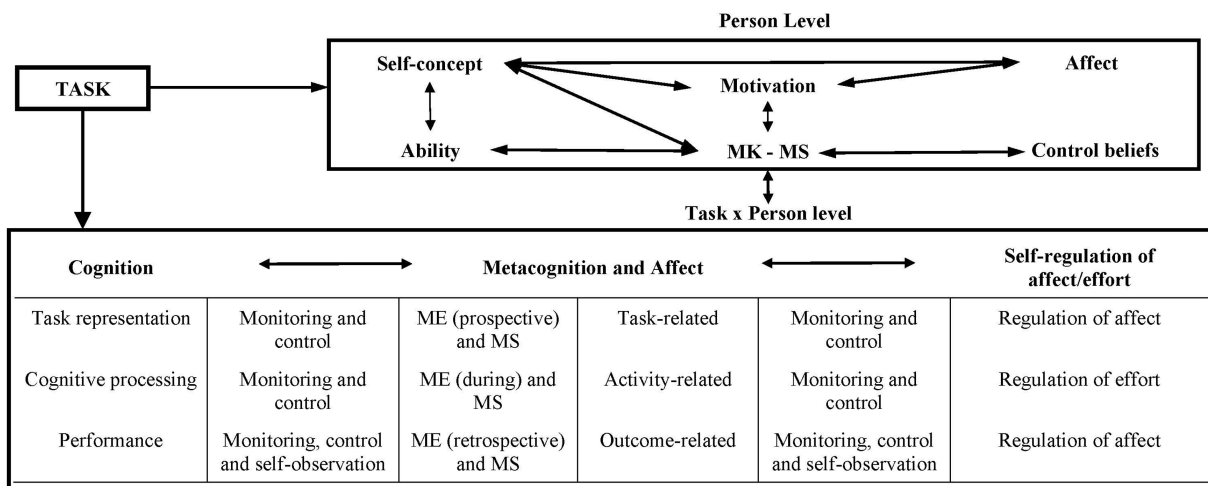 Person Level
Self-concept
Affect
TASK
Motivation
Ability
MK - MS
Control beliefs
Task x Person level
Cognition
Metacognition and Affect
Self-regulation of
affect/effort
Task representation
Monitoring and
control
ME (prospective)
and MS
Task-related
Monitoring and
control
Regulation of affect
Cognitive processing
Monitoring and
control
ME (during) and
MS
Activity-related
Monitoring and
control
Regulation of effort
Performance
Monitoring, control
and self-observation
ME (retrospective)
and MS
Outcome-related
Monitoring, control
and self-observation
Regulation of affect